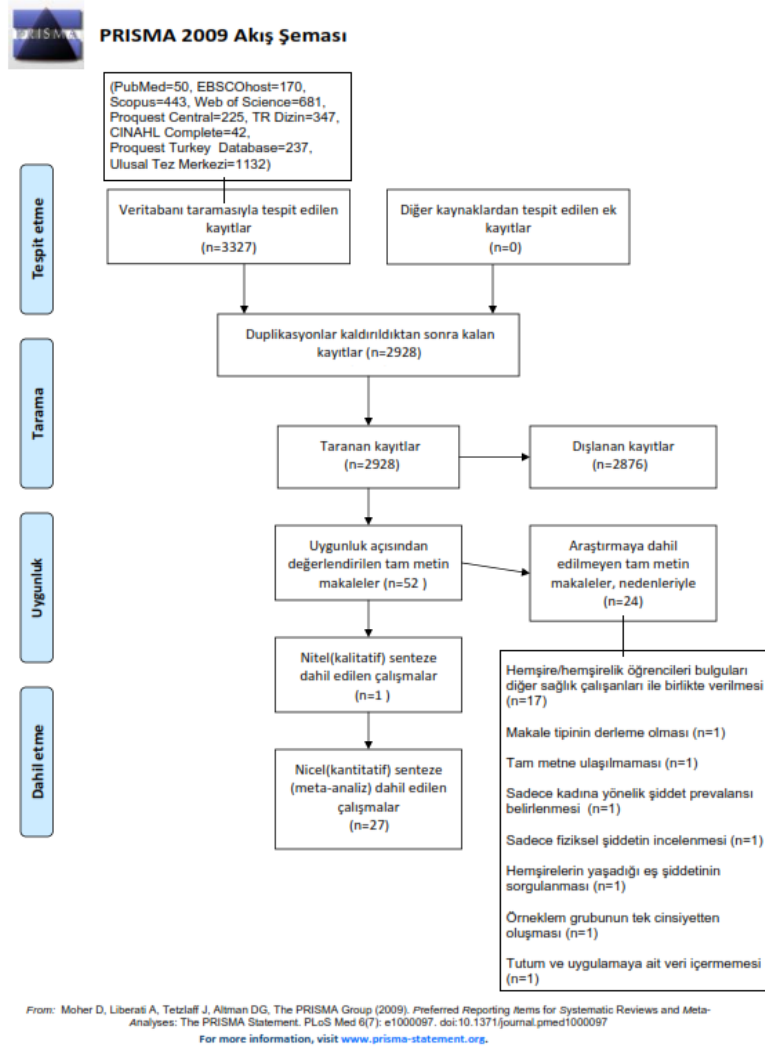 PRISMA
PRISMA 2009 Akış Şeması
(PubMed=50, EBSCOhost=170,
Scopus=443, Web of Science=681,
Proquest Central=225, TR Dizin=347,
CINAHL Complete=42,
Proquest Turkey Database=237,
Ulusal Tez Merkezi=1132)
Tespit etme
Veritabanı taramasıyla tespit edilen
kayıtlar
(n=3327)
Diğer kaynaklardan tespit edilen ek
kayıtlar
(n=0)
Duplikasyonlar kaldırıldıktan sonra kalan
kayıtlar (n=2928)
Tarama
Taranan kayıtlar
(n=2928)
Dışlanan kayıtlar
(n=2876)
Uygunluk
Uygunluk açısından
değerlendirilen tam metin
makaleler (n=52 )
Araştırmaya dahil
edilmeyen tam metin
makaleler, nedenleriyle
(n=24)
Nitel(kalitatif) senteze
dahil edilen çalışmalar
(n=1 )
Dahil etme
Nicel(kantitatif) senteze
(meta-analiz) dahil edilen
çalışmalar
(n=27)
Hemşire/hemşirelik öğrencileri bulguları
diğer sağlık çalışanları ile birlikte verilmesi
(n=17)
Makale tipinin derleme olması (n=1)
Tam metne ulaşılmaması (n=1)
Sadece kadına yönelik şiddet prevalansı
belirlenmesi (n=1)
Sadece fiziksel şiddetin incelenmesi (n=1)
Hemşirelerin yaşadığı eş şiddetinin
sorgulanması (n=1)
Örneklem grubunun tek cinsiyetten
oluşması (n=1)
Tutum ve uygulamaya ait veri içermemesi
(n=1)
From: Moher D, Liberati A, Tetzlaff J, Altman DG, The PRISMA Group (2009). Preferred Reporting Items for Systematic Reviews and Meta-
Analyses: The PRISMA Statement. PLoS Med 6(7): e1000097. doi:10.1371/journal.pmed1000097
For more information, visit www.prisma-statement.org.